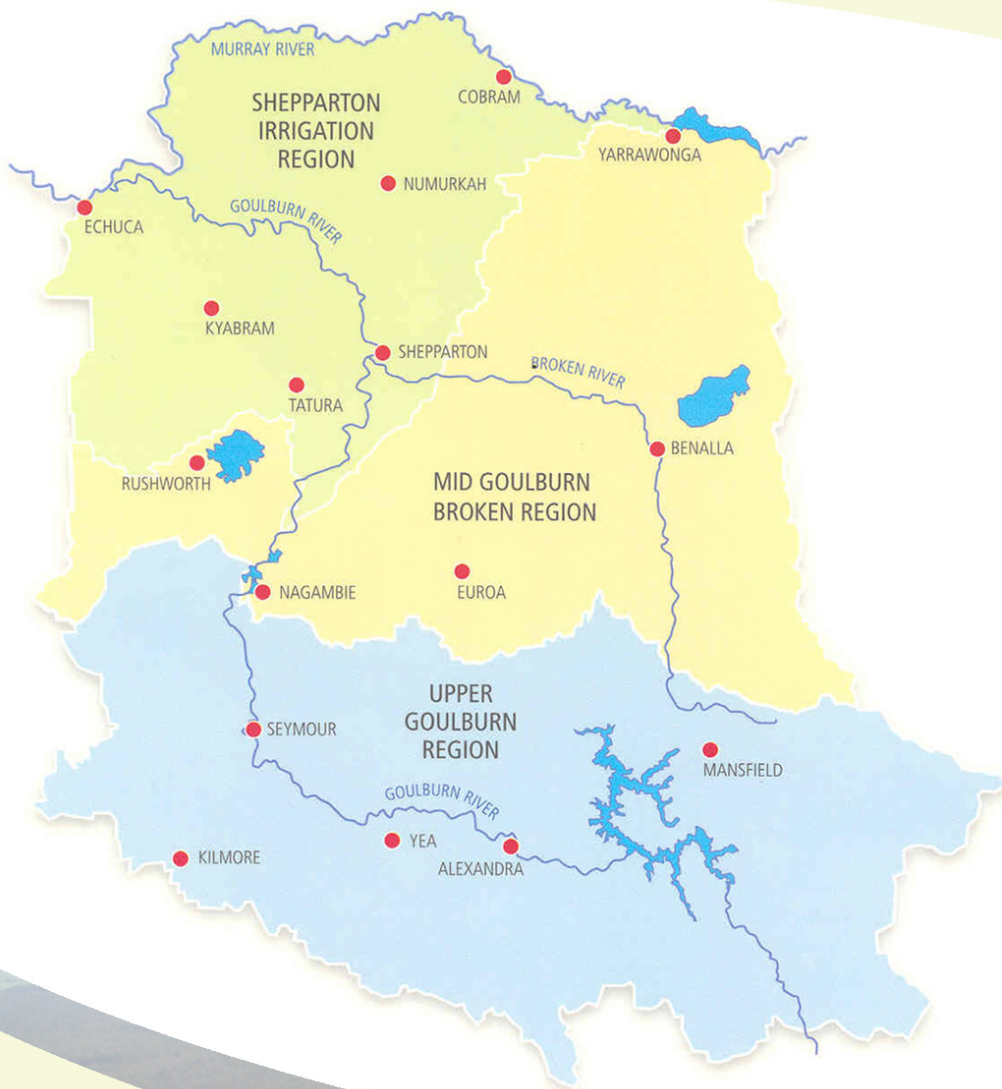 MURRAY RIVER
COBRAM
SHEPPARTON
IRRIGATION
REGION
YARRAWONGA
NUMURKAH
GOULBURN RIVER
ECHUCA
KYABRAM
SHEPPARTON
BROKEN RIVER
TATURA
BENALLA
RUSHWORTH
MID GOULBURN
BROKEN REGION
NAGAMBIE
EUROA
UPPER
GOULBURN
REGION
SEYMOUR
MANSFIELD
GOULBURN RIVER
YEA
KILMORE
ALEXANDRA